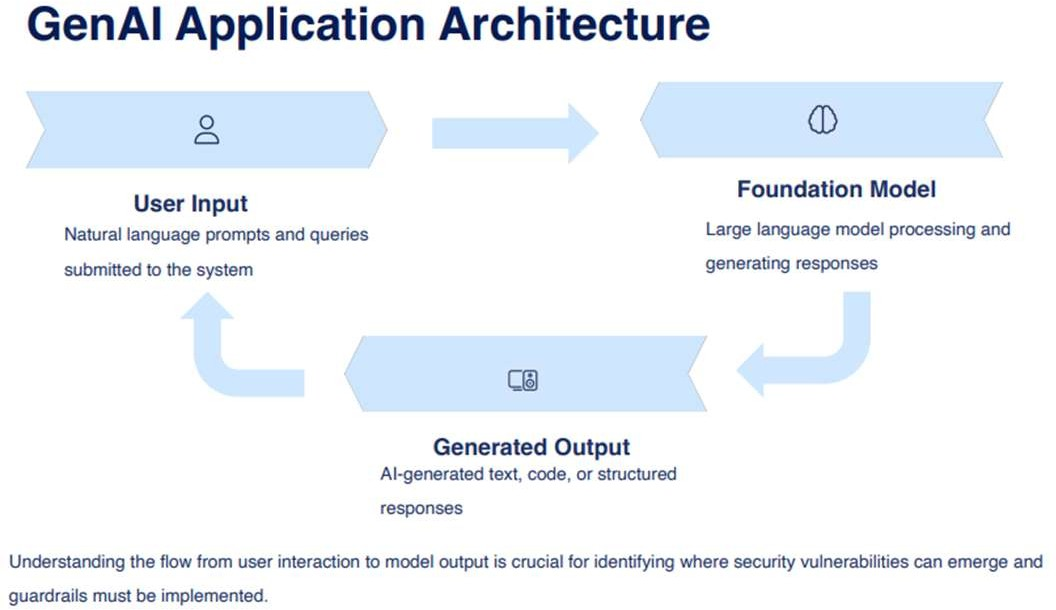 GenAI Application Architecture
User Input
Natural language prompts and queries
submitted to the system
Foundation Model
Large language model processing and
generating responses
Generated Output
AI-generated text, code, or structured
responses
Understanding the flow from user interaction to model output is crucial for identifying where security vulnerabilities can emerge and
guardrails must be implemented.